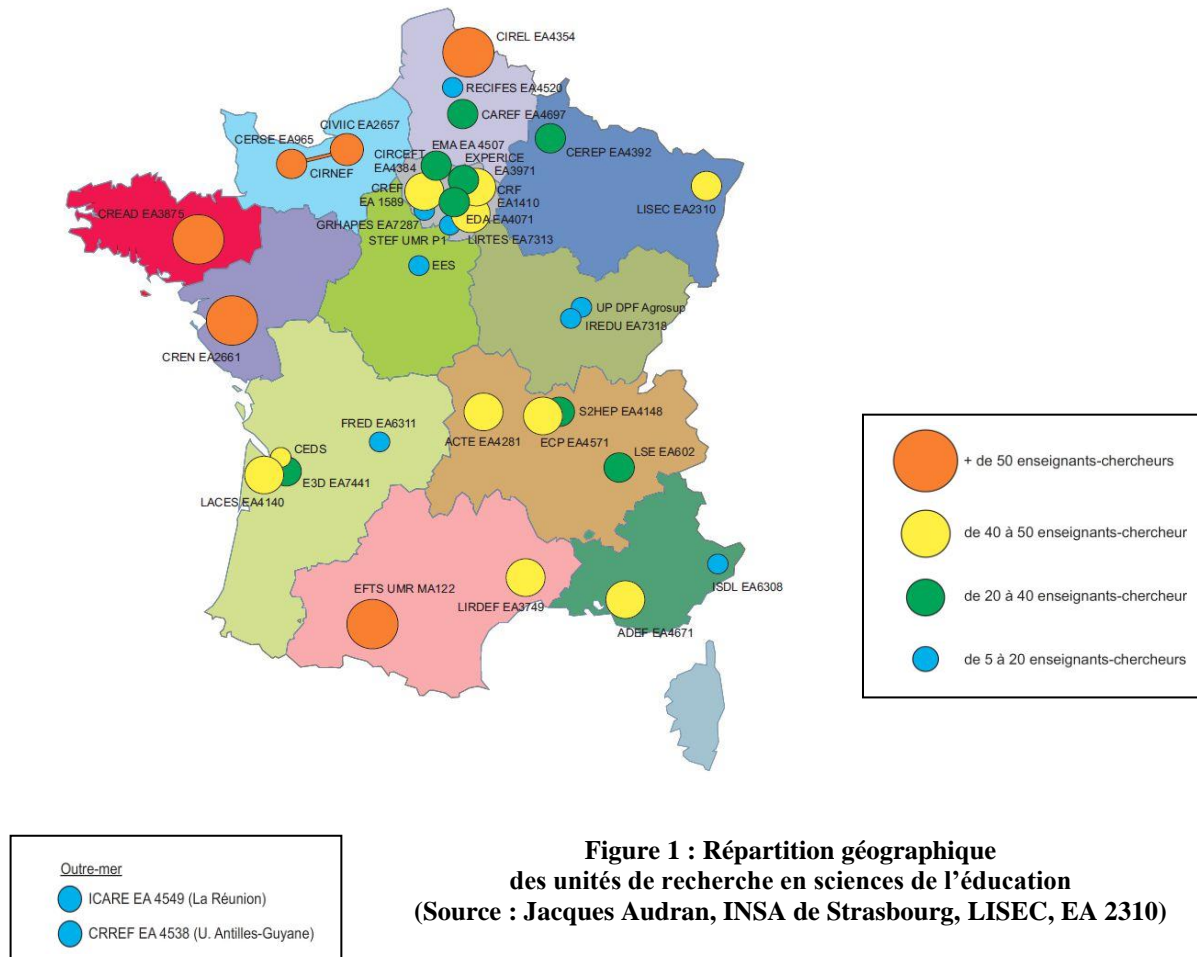 CIREL EA4354
RECIFES EA4520
CAREF EA4697
CIVIIC EA2657
CERSE EA965
CIRNEF
EMA EA 4507
CIRCEFT
EA4384
EXPERICE
EA3971
CEREP EA4392
CREF
EA 1589
CRF
EA1410
LISEC EA2310
CREAD EA3875
GRHAPES EA7287
EDA EA4071
STEF UMR P1
LIRTES EA7313
EES
UP DPF Agrosup
IREDU EA7318
CREN EA2661
FRED EA6311
ACTE EA4281
S2HEP EA4148
ECP EA4571
LSE EA602
CEDS
E3D EA7441
LACES EA4140
EFTS UMR MA122
LIRDEF EA3749
ISDL EA6308
ADEF EA4671
+ de 50 enseignants-chercheurs
de 40 à 50 enseignants-chercheur
de 20 à 40 enseignants-chercheur
de 5 à 20 enseignants-chercheurs
Outre-mer
ICARE EA 4549 (La Réunion)
CRREF EA 4538 (U. Antilles-Guyane)
Figure 1 : Répartition géographique
des unités de recherche en sciences de l’éducation
(Source : Jacques Audran, INSA de Strasbourg, LISEC, EA 2310)